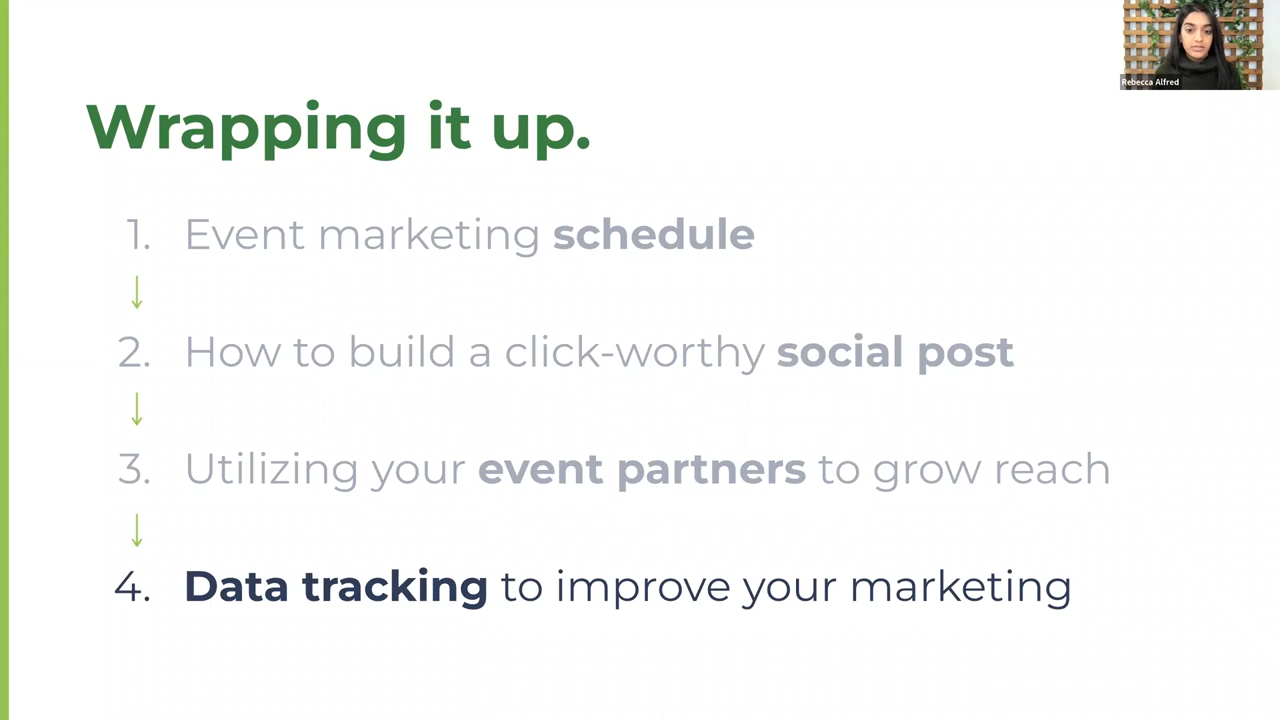 Rebecca Alfred
Wrapping it up.
1. Event marketing schedule
↓
2. How to build a click-worthy social post
↓
3. Utilizing your event partners to grow reach
↓
4. Data tracking to improve your marketing